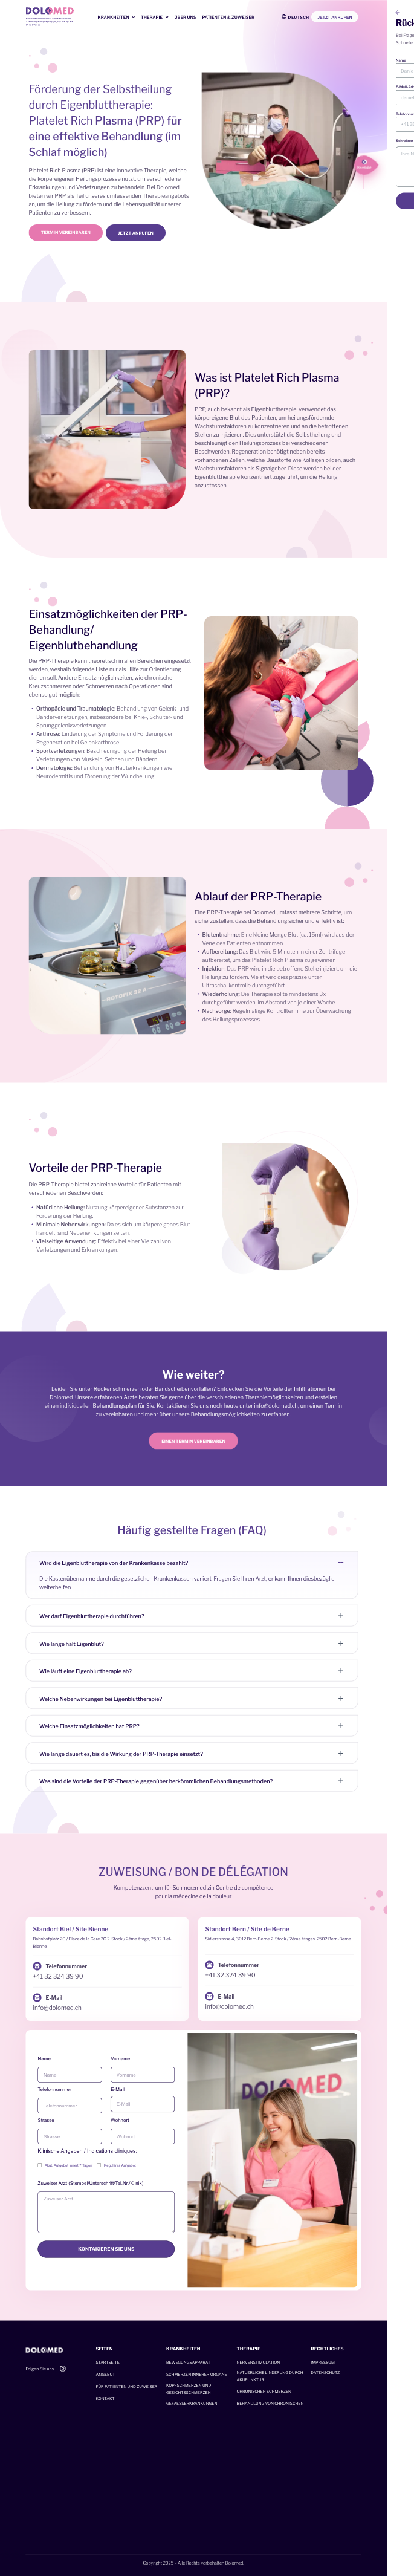 DOLOMED
KRANKHEITEN
THERAPIE
ÜBER UNS
PATIENTEN & ZUWEISER
DEUTSCH
JETZT ANRUFEN
Förderung der Selbstheilung
durch Eigenbluttherapie:
Platelet Rich Plasma (PRP) für
eine effektive Behandlung (im
Schlaf möglich)
Platelet Rich Plasma (PRP) ist eine innovative Therapie, welche
die körpereigenen Heilungsprozesse nutzt, um verschiedene
Erkrankungen und Verletzungen zu behandeln. Bei Dolomed
bieten wir PRP als Teil unseres umfassenden Therapieangebots
an, um die Heilung zu fördern und die Lebensqualität unserer
Patienten zu verbessern.
TERMIN VEREINBAREN
JETZT ANRUFEN
Was ist Platelet Rich Plasma
(PRP)?
PRP, auch bekannt als Eigenbluttherapie, verwendet das
körpereigene Blut des Patienten, um heilungsfördernde
Wachstumsfaktoren zu konzentrieren und an die betroffenen
Stellen zu injizieren. Dies unterstützt die Selbstheilung und
beschleunigt den Heilungsprozess bei verschiedenen
Beschwerden. Regeneration benötigt neben bereits
vorhandenen Zellen, welche Baustoffe wie Kollagen bilden, auch
Wachstumsfaktoren als Signalgeber. Diese werden bei der
Eigenbluttherapie konzentriert zugeführt, um die Heilung
anzustossen.
Einsatzmöglichkeiten der PRP-
Behandlung/
Eigenblutbehandlung
Die PRP-Therapie kann theoretisch in allen Bereichen eingesetzt
werden, weshalb folgende Liste nur als Hilfe zur Orientierung
dienen soll. Andere Einsatzmöglichkeiten, wie chronische
Kreuzschmerzen oder Schmerzen nach Operationen sind
ebenso gut möglich:
• Orthopädie und Traumatologie: Behandlung von Gelenk- und
Bänderverletzungen, insbesondere bei Knie-, Schulter- und
Sprunggelenksverletzungen.
• Arthrose: Linderung der Symptome und Förderung der
Regeneration bei Gelenkarthrose.
• Sportverletzungen: Beschleunigung der Heilung bei
Verletzungen von Muskeln, Sehnen und Bändern.
• Dermatologie: Behandlung von Hauterkrankungen wie
Neurodermitis und Förderung der Wundheilung.
Ablauf der PRP-Therapie
Eine PRP-Therapie bei Dolomed umfasst mehrere Schritte, um
sicherzustellen, dass die Behandlung sicher und effektiv ist:
• Blutentnahme: Eine kleine Menge Blut (ca. 15ml) wird aus der
Vene des Patienten entnommen.
• Aufbereitung: Das Blut wird 5 Minuten in einer Zentrifuge
aufbereitet, um das Platelet Rich Plasma zu gewinnen
• Injektion: Das PRP wird in die betroffene Stelle injiziert, um die
Heilung zu fördern. Meist wird dies präzise unter
Ultraschallkontrolle durchgeführt.
• Wiederholung: Die Therapie sollte mindestens 3x
durchgeführt werden, im Abstand von je einer Woche
• Nachsorge: Regelmäßige Kontrolltermine zur Überwachung
des Heilungsprozesses.
Vorteile der PRP-Therapie
Die PRP-Therapie bietet zahlreiche Vorteile für Patienten mit
verschiedenen Beschwerden:
• Natürliche Heilung: Nutzung körpereigener Substanzen zur
Förderung der Heilung.
• Minimale Nebenwirkungen: Da es sich um körpereigenes Blut
handelt, sind Nebenwirkungen selten.
• Vielseitige Anwendung: Effektiv bei einer Vielzahl von
Verletzungen und Erkrankungen.
Wie weiter?
Leiden Sie unter Rückenschmerzen oder Bandscheibenvorfällen? Entdecken Sie die Vorteile der Infiltrationen bei
Dolomed. Unsere erfahrenen Ärzte beraten Sie gerne über die verschiedenen Therapiemöglichkeiten und erstellen
einen individuellen Behandlungsplan für Sie. Kontaktieren Sie uns noch heute unter info@dolomed.ch, um einen Termin
zu vereinbaren und mehr über unsere Behandlungsmöglichkeiten zu erfahren.
EINEN TERMIN VEREINBAREN
Häufig gestellte Fragen (FAQ)
Wird die Eigenbluttherapie von der Krankenkasse bezahlt?
Die Kostenübernahme durch die gesetzlichen Krankenkassen variiert. Fragen Sie Ihren Arzt, er kann Ihnen diesbezüglich
weiterhelfen.
Wer darf Eigenbluttherapie durchführen?
Wie lange hält Eigenblut?
Wie läuft eine Eigenbluttherapie ab?
Welche Nebenwirkungen bei Eigenbluttherapie?
Welche Einsatzmöglichkeiten hat PRP?
Wie lange dauert es, bis die Wirkung der PRP-Therapie einsetzt?
Was sind die Vorteile der PRP-Therapie gegenüber herkömmlichen Behandlungsmethoden?
ZUWEISUNG / BON DE DÉLÉGATION
Kompetenzzentrum für Schmerzmedizin Centre de compétence
pour la médecine de la douleur
Standort Biel / Site Bienne
Bahnhofplatz 2C / Place de la Gare 2C 2. Stock / 2ème étage, 2502 Biel-
Bienne
Telefonnummer
+41 32 324 39 90
E-Mail
info@dolomed.ch
Standort Bern / Site de Berne
Seilerstrasse 4, 3012 Bern-Berne 2. Stock / 2ème étages, 2502 Bern-Berne
Telefonnummer
+41 32 324 39 90
E-Mail
info@dolomed.ch
Name
Vorname
Name
Vorname
Telefonnummer
E-Mail
Telefonnummer
E-Mail
Strasse
Wohnort
Strasse
Wohnort
Klinische Angaben / Indications cliniques:
Akut: Aufgebot innert 7 Tagen
Reguläres Aufgebot
Zuweiser Arzt (Stempel/Unterschrift/Tel.Nr./Klinik)
Zuweiser Arzt...
KONTAKIEREN SIE UNS
DOLOMED
DOLOMED
Folgen Sie uns
SEITEN
STARTSEITE
ANGEBOT
FÜR PATIENTEN UND ZUWEISER
KONTAKT
KRANKHEITEN
BEWEGUNGSAPPARAT
SCHMERZEN INNERER ORGANE
KOPFSCHMERZEN UND
GESICHTSSCHMERZEN
GEFAESSERKRANKUNGEN
THERAPIE
NERVENSTIMULATION
NATUERLICHE LINDERUNG DURCH
AKUPUNKTUR
CHRONISCHEN SCHMERZEN
BEHANDLUNG VON CHRONISCHEN
RECHTLICHES
IMPRESSUM
DATENSCHUTZ
Copyright 2025 – Alle Rechte vorbehalten Dolomed.